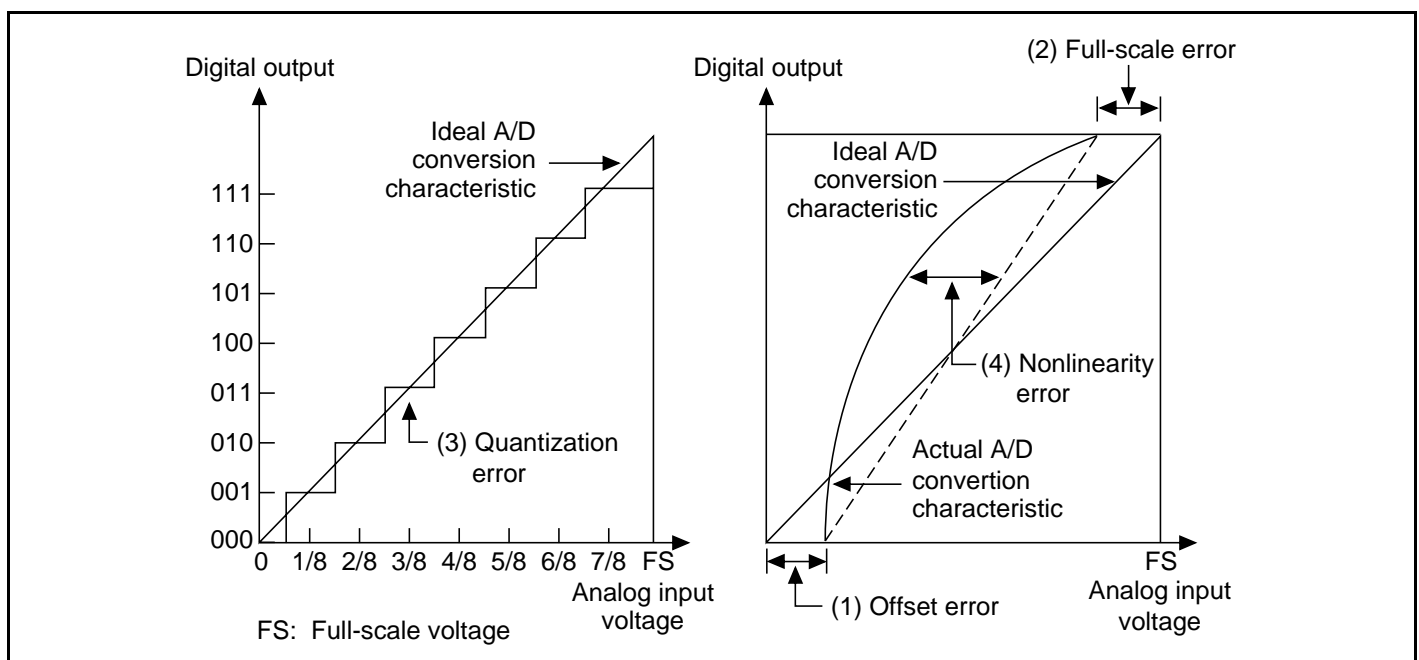 Digital output
Ideal A/D
conversion
characteristic
111
110
101
100
011
010
001
000
(3) Quantization
error
0 1/8 2/8 3/8 4/8 5/8 6/8 7/8 FS
Analog input
voltage
FS: Full-scale voltage
(2) Full-scale error
Digital output
Ideal A/D
conversion
characteristic
(4) Nonlinearity
error
Actual A/D
convertion
characteristic
FS
Analog input
voltage
(1) Offset error